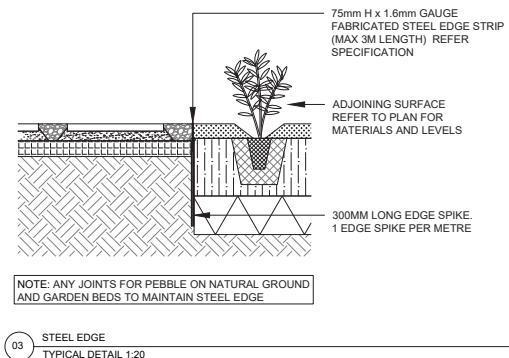 75mm H x 1.6mm GAUGE
FABRICATED STEEL EDGE STRIP
(MAX 3M LENGTH) REFER
SPECIFICATION
ADJOINING SURFACE
REFER TO PLAN FOR
MATERIALS AND LEVELS
300MM LONG EDGE SPIKE.
1 EDGE SPIKE PER METRE
NOTE: ANY JOINTS FOR PEBBLE ON NATURAL GROUND
AND GARDEN BEDS TO MAINTAIN STEEL EDGE
03
STEEL EDGE
TYPICAL DETAIL 1:20